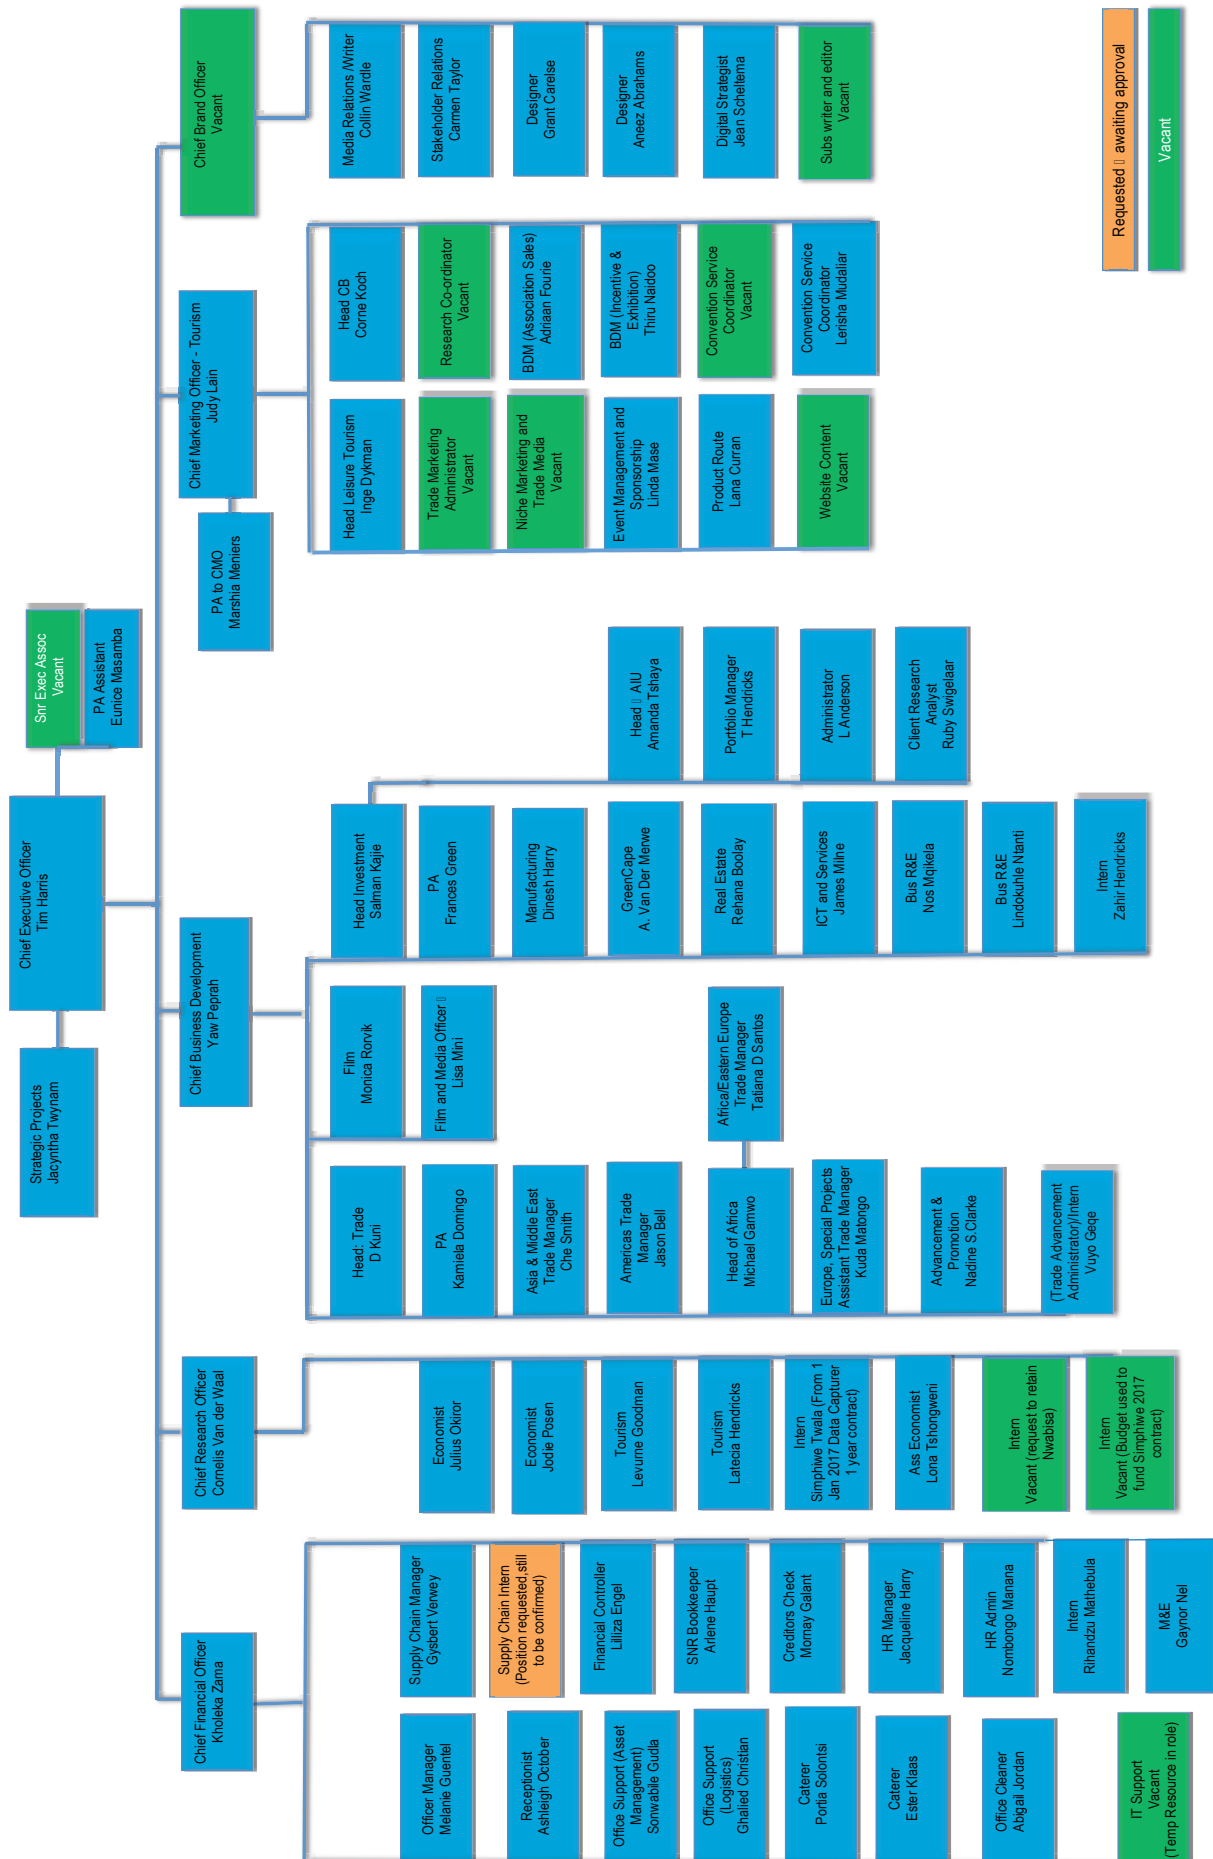 Chief Executive Officer
Tim Harris
Strategic Projects
Jacyntha Twynam
Snr Exec Assoc
Vacant
PA Assistant
Eunice Masamba
Chief Financial Officer
Kholeka Zama
Chief Research Officer
Cornelis Van der Waal
Chief Business Development
Yaw Peprah
PA to CMO
Marshia Meniers
Chief Marketing Officer - Tourism
Judy Lain
Chief Brand Officer
Vacant
Officer Manager
Melanie Guentel
Receptionist
Ashleigh October
Office Support (Asset
Management)
Sonwabile Gudla
Office Support
(Logistics)
Ghalied Christian
Caterer
Portia Solontsi
Caterer
Ester Klaas
Office Cleaner
Abigail Jordan
IT Support
Vacant
(Temp Resource in role)
Supply Chain Manager
Gysbert Verwey
Supply Chain Intern
(Position requested,still
to be confirmed)
Financial Controller
Lilliza Engel
SNR Bookkeeper
Arlene Haupt
Creditors Check
Mornay Galant
HR Manager
Jacqueline Harry
HR Admin
Nombongo Manana
Intern
Rihandzu Mathebula
M&E
Gaynor Nel
Economist
Julius Okiror
Economist
Jodie Posen
Tourism
Levurne Goodman
Tourism
Latecia Hendricks
Intern
Simphiwe Twala (From 1
Jan 2017 Data Capturer
1 year contract)
Ass Economist
Lona Tshongweni
Intern
Vacant (request to retain
Nwabisa)
Intern
Vacant (Budget used to
fund Simphiwe 2017
contract)
Head: Trade
D Kuni
PA
Kamiela Domingo
Asia & Middle East
Trade Manager
Che Smith
Americas Trade
Manager
Jason Bell
Head of Africa
Michael Gamwo
Europe, Special Projects
Assistant Trade Manager
Kuda Matongo
Advancement &
Promotion
Nadine S.Clarke
(Trade Advancement
Administrator)/Intern
Vuyo Geqe
Film
Monica Rorvik
Film and Media Officer ▯
Lisa Mini
Africa/Eastern Europe
Trade Manager
Tatiana D Santos
Head Investment
Salman Kajie
PA
Frances Green
Manufacturing
Dinesh Harry
GreenCape
A. Van Der Merwe
Real Estate
Rehana Boolay
ICT and Services
James Milne
Bus R&E
Nos Mqikela
Bus R&E
Lindokuhle Ntanti
Intern
Zahir Hendricks
Head ▯ AIU
Amanda Tshaya
Portfolio Manager
T Hendricks
Administrator
L Anderson
Client Research
Analyst
Ruby Swigelaar
Head Leisure Tourism
Inge Dykman
Trade Marketing
Administrator
Vacant
Niche Marketing and
Trade Media
Vacant
Event Management and
Sponsorship
Linda Mase
Product Route
Lana Curran
Website Content
Vacant
Head CB
Corne Koch
Research Co-ordinator
Vacant
BDM (Association Sales)
Adriaan Fourie
BDM (Incentive &
Exhibition)
Thiru Naidoo
Convention Service
Coordinator
Vacant
Convention Service
Coordinator
Lerisha Mudaliar
Media Relations /Writer
Collin Wardle
Stakeholder Relations
Carmen Taylor
Designer
Grant Carelse
Designer
Aneez Abrahams
Digital Strategist
Jean Scheltema
Subs writer and editor
Vacant
Requested ▯ awaiting approval
Vacant